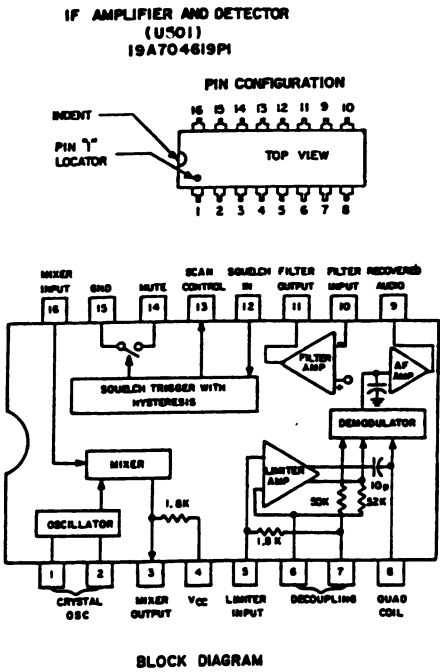 IF AMPLIFIER AND DETECTOR
(U501)
19A704619P1
PIN CONFIGURATION
16 15 14 13 12 11 9 10
INDENT
PIN "1"
LOCATOR
TOP VIEW
1 2 3 4 5 6 7 8
MIXER INPUT
GND
MUTE
SCAN CONTROL
SQUELCH IN
FILTER OUTPUT
FILTER INPUT
RECOVERED AUDIO
16 15 14 13 12 11 10 9
FILTER AMP
AF AMP
+
SQUELCH TRIGGER WITH
HYSTERESIS
DEMODULATOR
MIXER
LIMITER AMP
10p
1.8K
50K
52K
OSCILLATOR
1.8K
1 2 3 4 5 6 7 8
CRYSTAL OSC
MIXER OUTPUT
VCC
LIMITER INPUT
DECOUPLING
QUAD COIL
BLOCK DIAGRAM